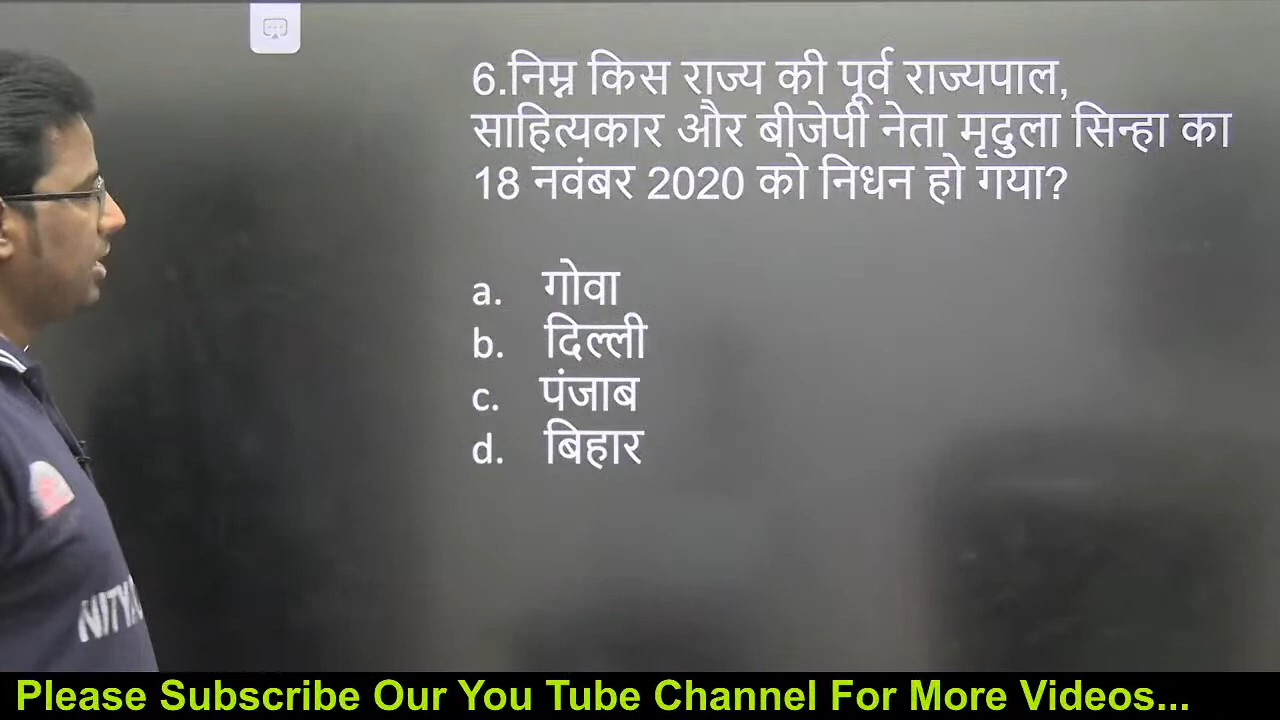 6.निम्न किस राज्य की पूर्व राज्यपाल,
साहित्यकार और बीजेपी नेता मृदुला सिन्हा का
18 नवंबर 2020 को निधन हो गया?
a. गोवा
b. दिल्ली
c. पंजाब
d. बिहार
Please Subscribe Our You Tube Channel For More Videos...